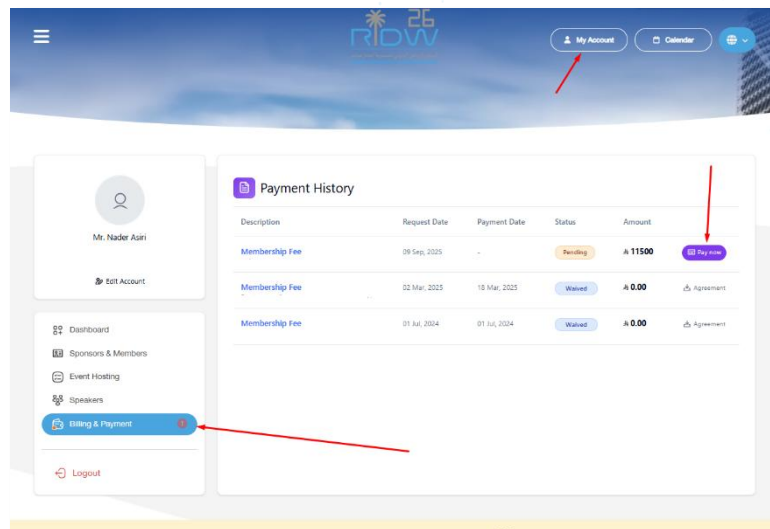 26
RIDW
My Account
Calendar
Mr. Nader Asiri
Edit Account
Dashboard
Sponsors & Members
Event Hosting
Speakers
Billing & Payment
Logout
Payment History
Description Request Date Payment Date Status Amount
Membership Fee 09 Sep, 2025 - Pending 11500 Pay now
Membership Fee 02 Mar, 2025 18 Mar, 2025 Waived 0.00 Agreement
Membership Fee 01 Jul, 2024 01 Jul, 2024 Waived 0.00 Agreement